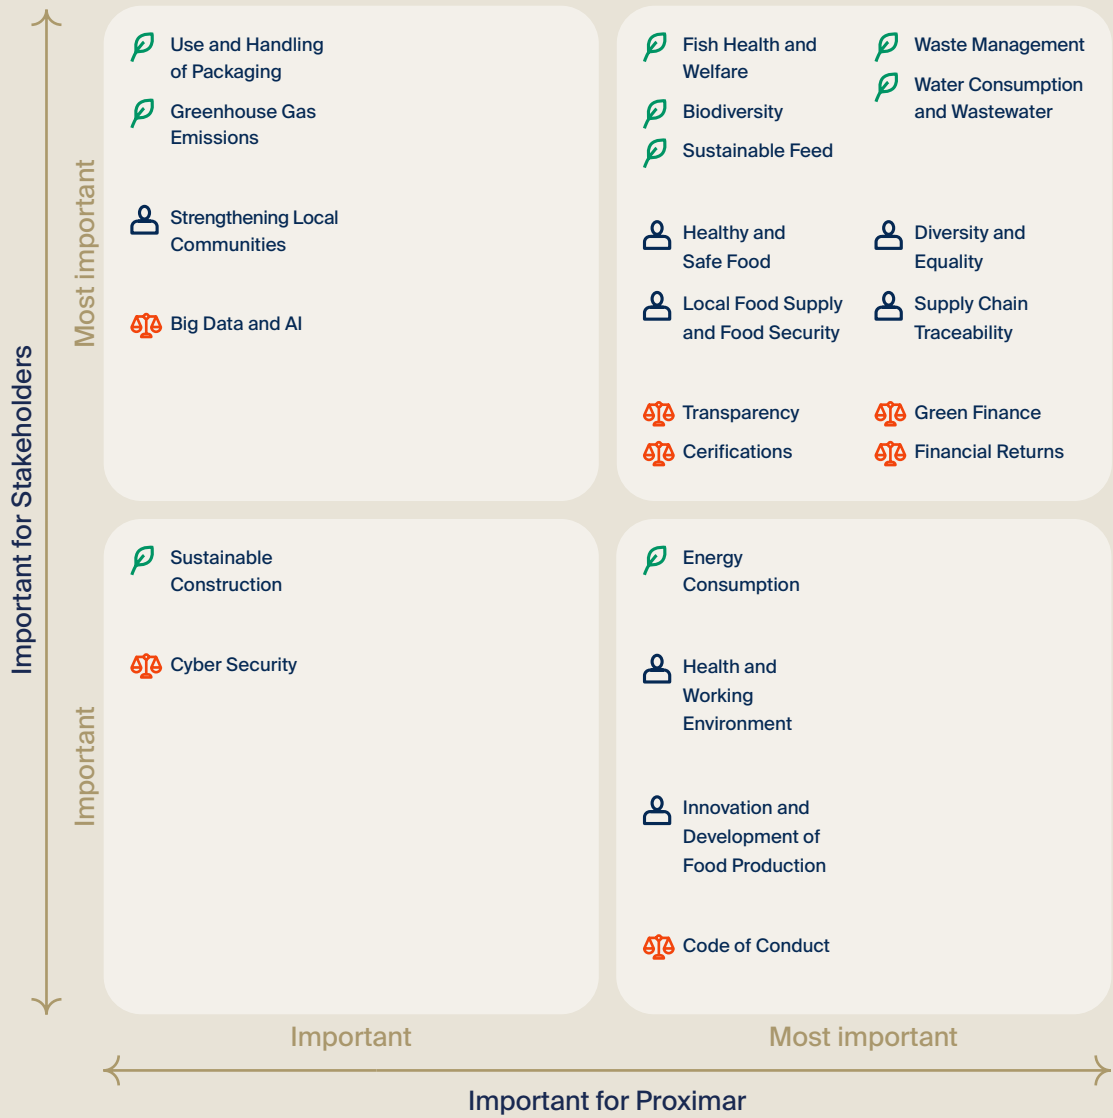 Important for Stakeholders
Most important
Use and Handling
of Packaging
Greenhouse Gas
Emissions
Strengthening Local
Communities
Big Data and AI
Fish Health and
Welfare
Biodiversity
Sustainable Feed
Waste Management
Water Consumption
and Wastewater
Healthy and
Safe Food
Local Food Supply
and Food Security
Diversity and
Equality
Supply Chain
Traceability
Transparency
Cerifications
Green Finance
Financial Returns
Important
Sustainable
Construction
Cyber Security
Energy
Consumption
Health and
Working
Environment
Innovation and
Development of
Food Production
Code of Conduct
Important
Most important
Important for Proximar